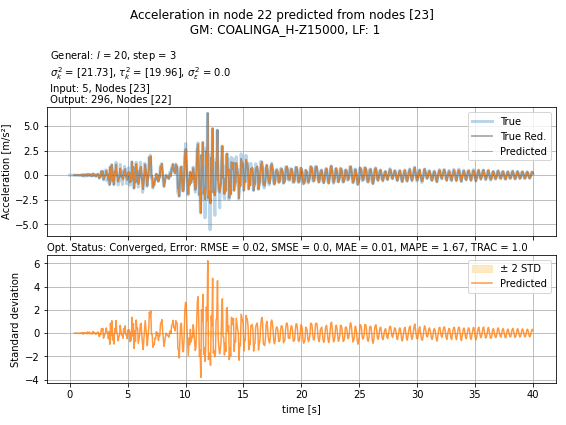 Acceleration in node 22 predicted from nodes [23]
GM: COALINGA_H-Z15000, LF: 1
General: l = 20, step = 3
σ²ₖ = [21.73], τ²ₖ = [19.96], σ²ₑ = 0.0
Input: 5, Nodes [23]
Output: 296, Nodes [22]
True
True Red.
Predicted
5.0
2.5
0.0
−2.5
−5.0
Acceleration [m/s²]
Opt. Status: Converged, Error: RMSE = 0.02, SMSE = 0.0, MAE = 0.01, MAPE = 1.67, TRAC = 1.0
± 2 STD
Predicted
6
4
2
0
−2
−4
Standard deviation
0 5 10 15 20 25 30 35 40
time [s]